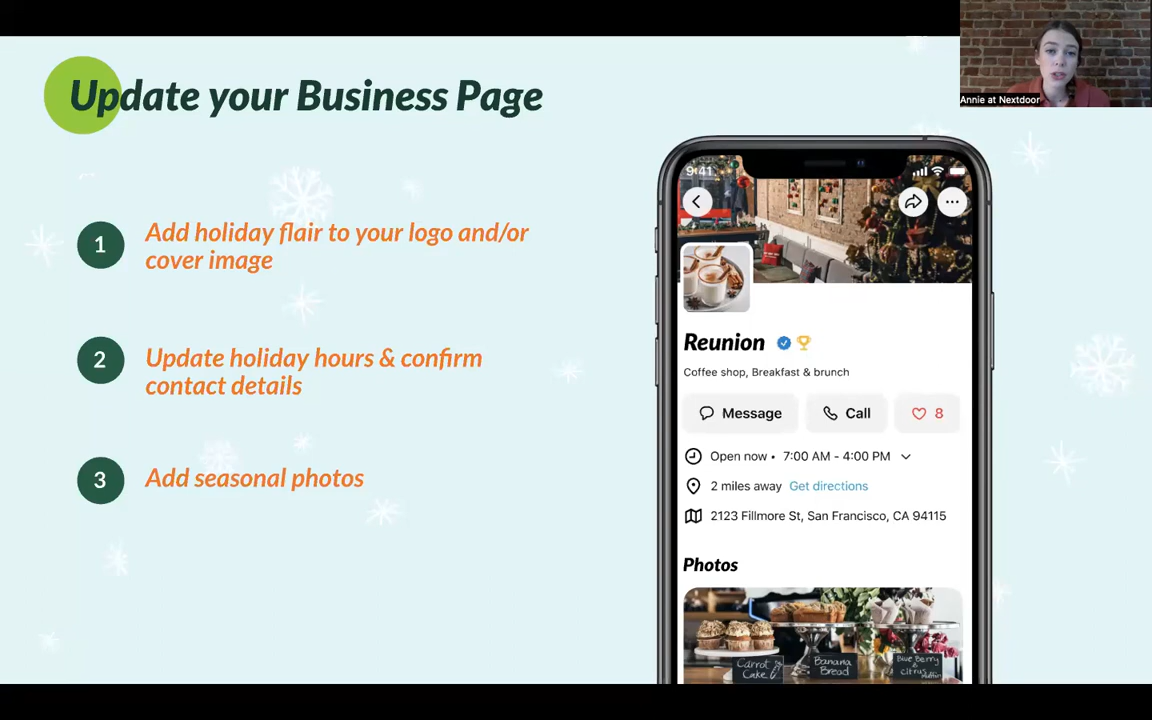 Update your Business Page
Annie at Nextdoor
1
Add holiday flair to your logo and/or
cover image
2
Update holiday hours & confirm
contact details
3
Add seasonal photos
9:41
Reunion
Coffee shop, Breakfast & brunch
Message
Call
8
Open now • 7:00 AM - 4:00 PM
2 miles away Get directions
2123 Fillmore St, San Francisco, CA 94115
Photos
Carrot
Cake
Banana
Bread
Blue Berry
&
citrus
muffin